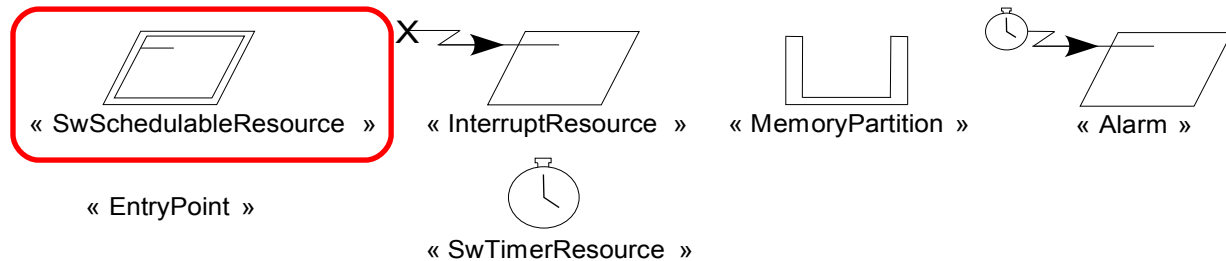 « SwSchedulableResource »
« InterruptResource »
« MemoryPartition »
« Alarm »
« EntryPoint »
« SwTimerResource »